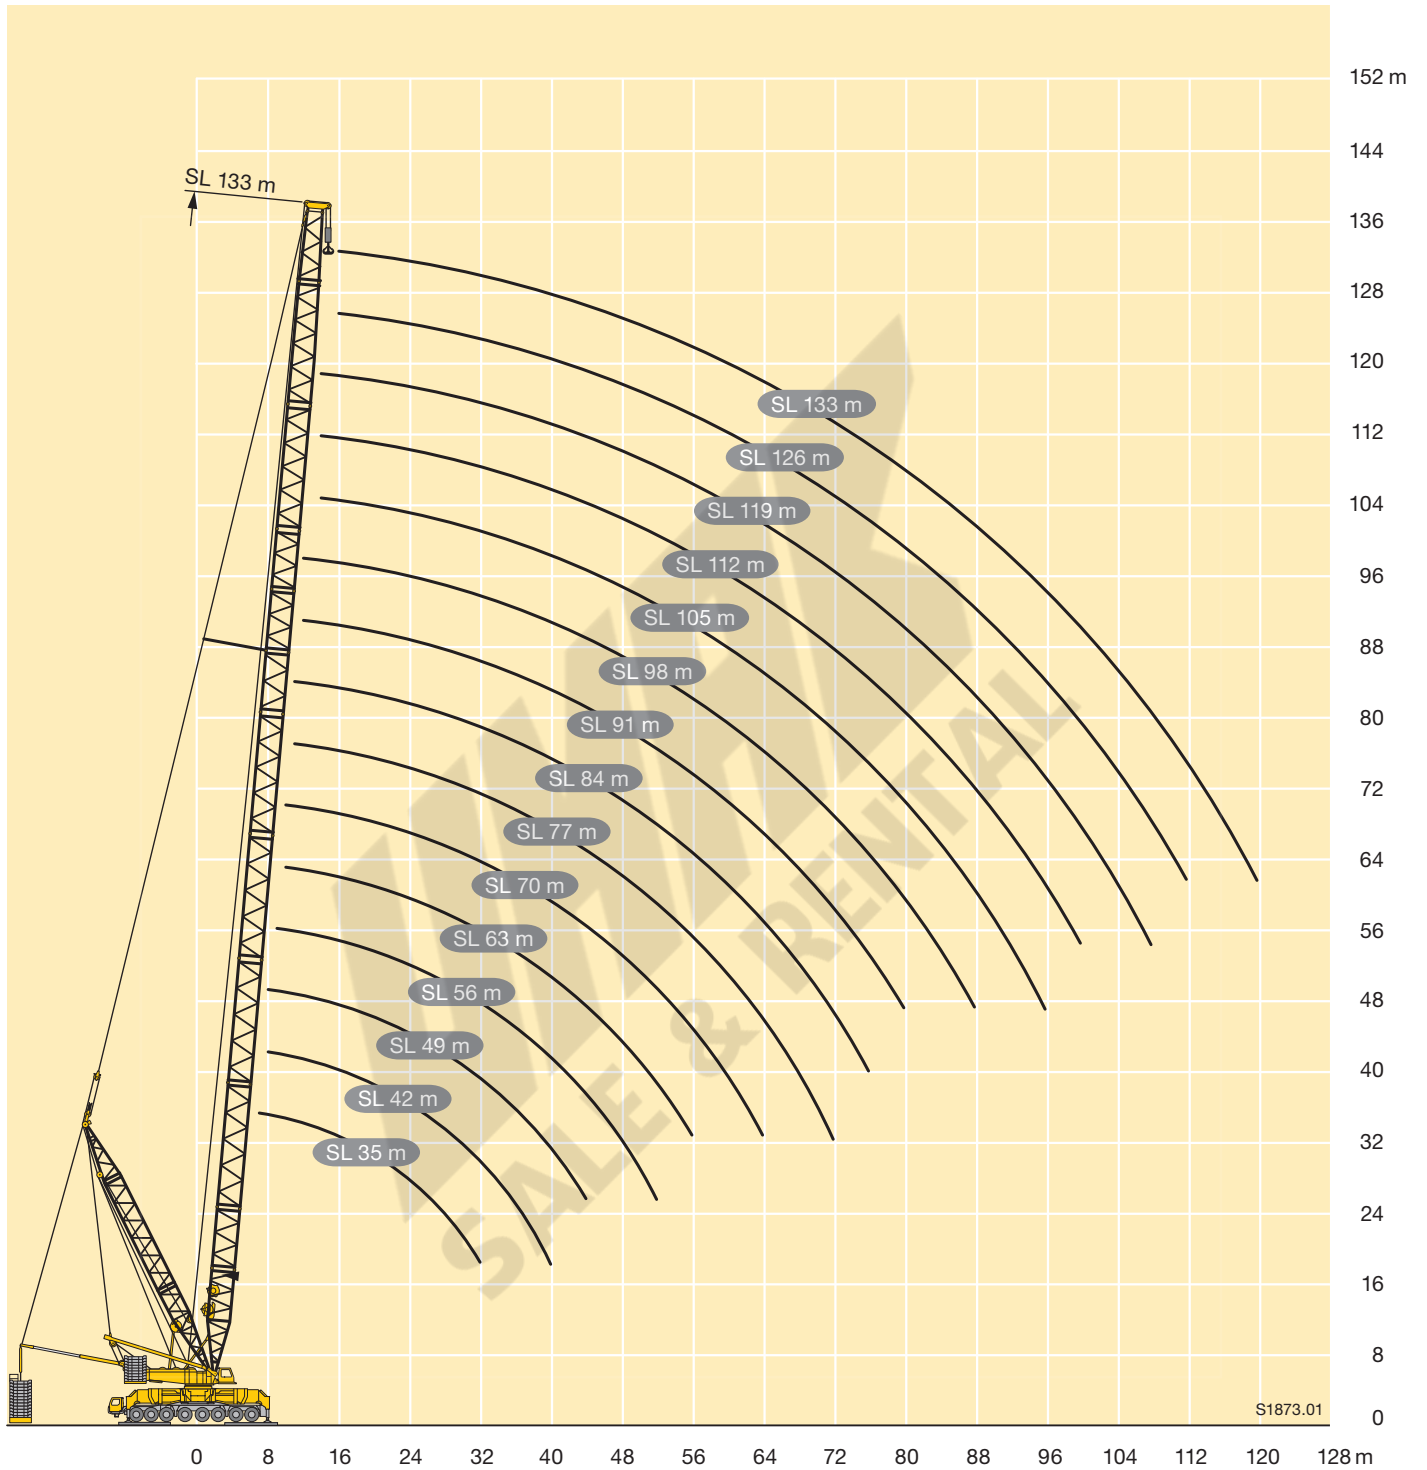 152 m
144
SL 133 m
136
128
120
SL 133 m
112
SL 126 m
SL 119 m
104
SL 112 m
96
SL 105 m
88
SL 98 m
SL 91 m
80
SL 84 m
72
SL 77 m
SL 70 m
64
SL 63 m
56
SL 56 m
48
SL 49 m
40
SL 42 m
32
SL 35 m
24
16
8
S1873.01
0
0 8 16 24 32 40 48 56 64 72 80 88 96 104 112 120 128 m
SALE & RENTAL